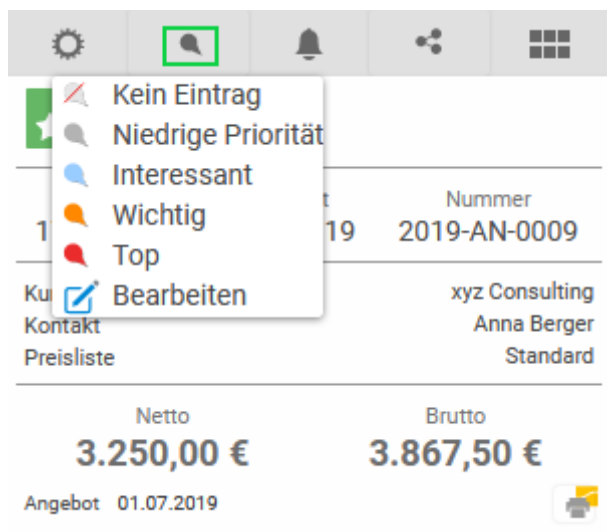 Kein Eintrag
Niedrige Priorität
Interessant
Wichtig
Top
Bearbeiten
Nummer
19 2019-AN-0009
xyz Consulting
Kontakt Anna Berger
Preisliste Standard
Netto Brutto
3.250,00 € 3.867,50 €
Angebot 01.07.2019